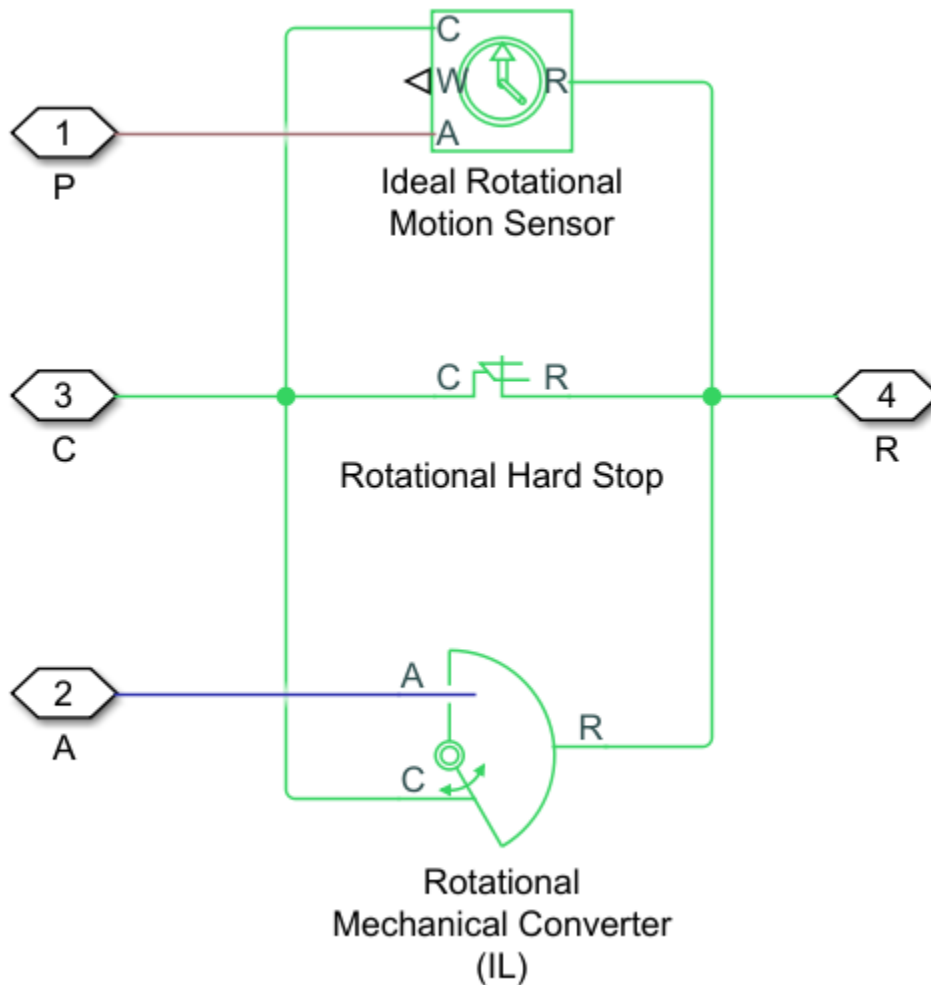 C
W R
1
A
P
Ideal Rotational
Motion Sensor
3
C R
4
C
R
Rotational Hard Stop
A
2
R
A
C
Rotational
Mechanical Converter
(IL)